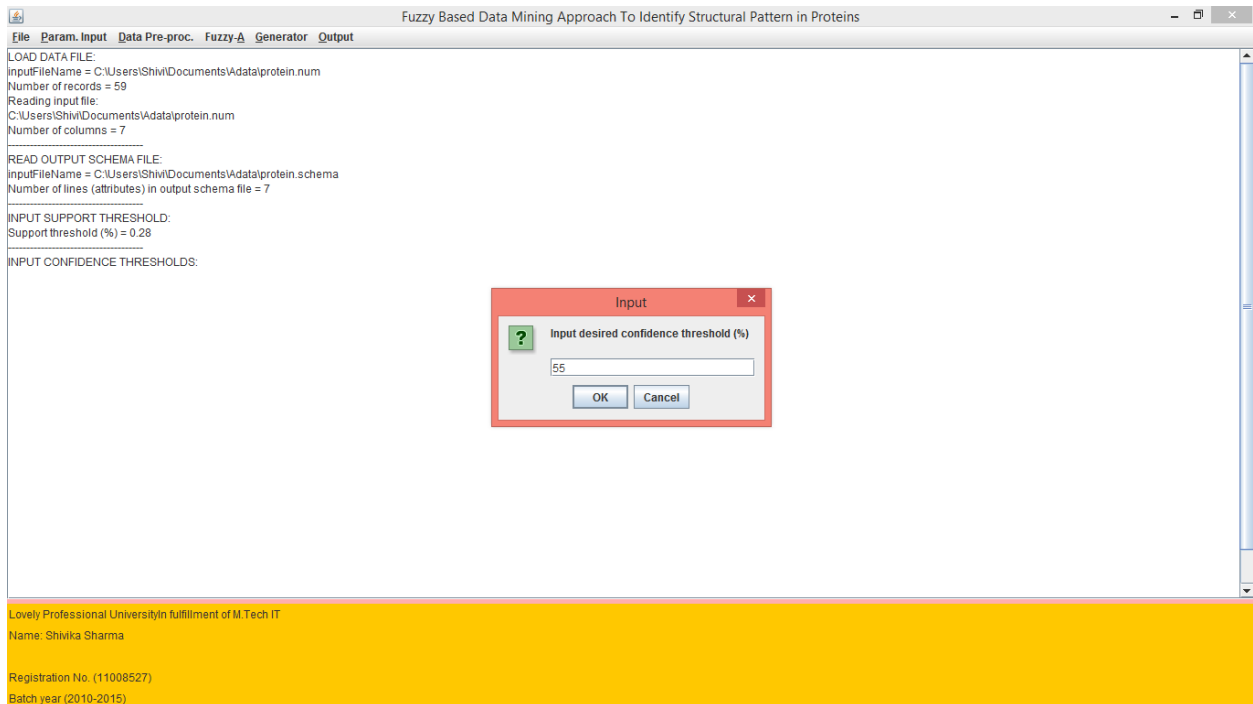 Fuzzy Based Data Mining Approach To Identify Structural Pattern in Proteins
File Param. Input Data Pre-proc. Fuzzy-A Generator Output
LOAD DATA FILE:
inputFileName = C:\Users\Shivi\Documents\Adata\protein.num
Number of records = 59
Reading input file:
C:\Users\Shivi\Documents\Adata\protein.num
Number of columns = 7
--------------------------------------
READ OUTPUT SCHEMA FILE:
inputFileName = C:\Users\Shivi\Documents\Adata\protein.schema
Number of lines (attributes) in output schema file = 7
--------------------------------------
INPUT SUPPORT THRESHOLD:
Support threshold (%) = 0.28
--------------------------------------
INPUT CONFIDENCE THRESHOLDS:
Input
? Input desired confidence threshold (%)
55
OK Cancel
Lovely Professional UniversityIn fulfillment of M.Tech IT
Name: Shivika Sharma
Registration No. (11008527)
Batch year (2010-2015)